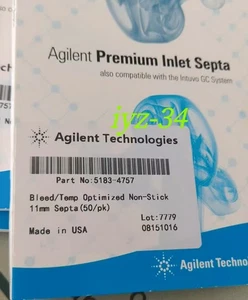 Agilent Premium Inlet Septa
also compatible with the Intuvo GC System
iyz-34
Agilent Technologies
Part No:5183-4757
Bleed/Temp Optimized Non-Stick
11mm Septa(50/pk)
Lot:7779
Made in USA
08151016
Agilent Techno